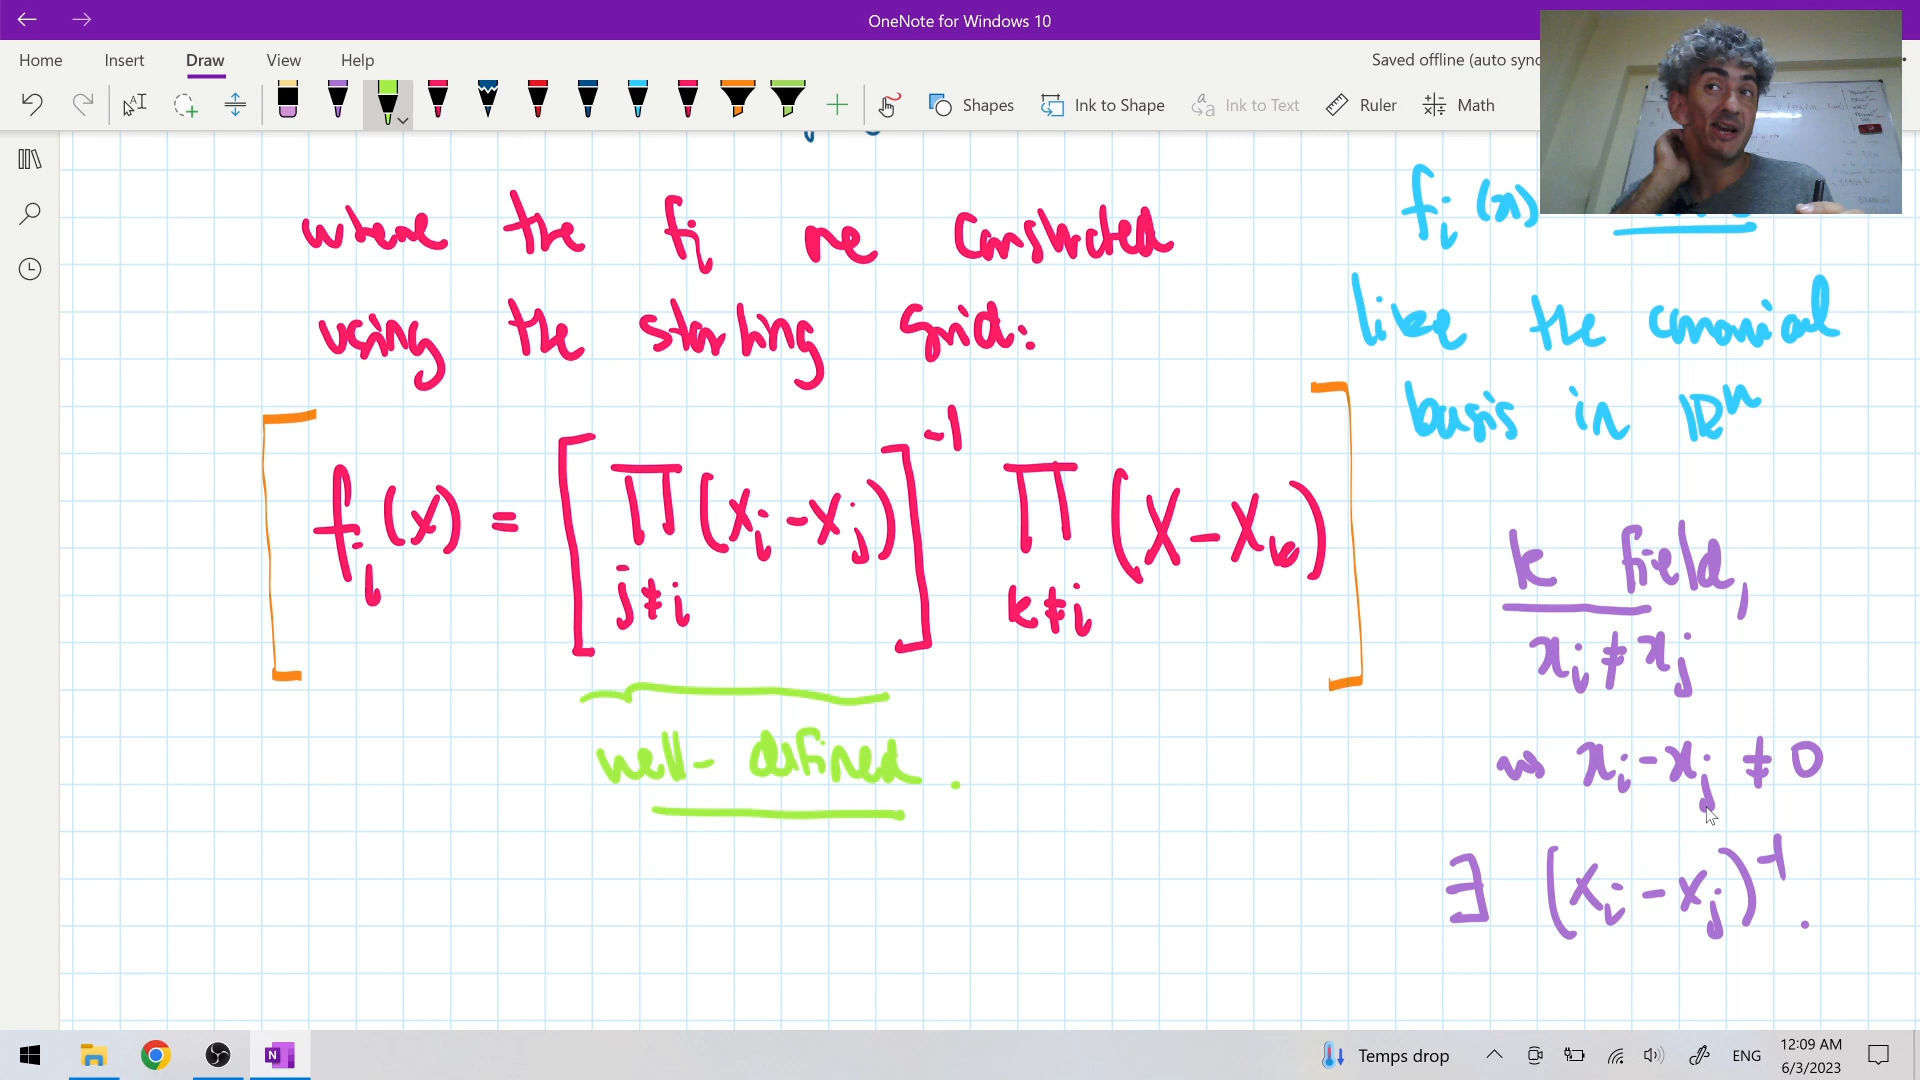 OneNote for Windows 10
Home Insert Draw View Help
Saved offline (auto sync
Shapes Ink to Shape Ink to Text Ruler Math
where the fi are constructed
using the starting grid:
fi(x) = [∏(xi-xj)]^-1 ∏(X-Xk)
j≠i k≠i
well-defined.
fi(x)
like the canonical
basis in ℝ^n
k field,
xi≠xj
⇝ xi-xj ≠ 0
∃ (xi-xj)^-1.
Temps drop
ENG
12:09 AM
6/3/2023